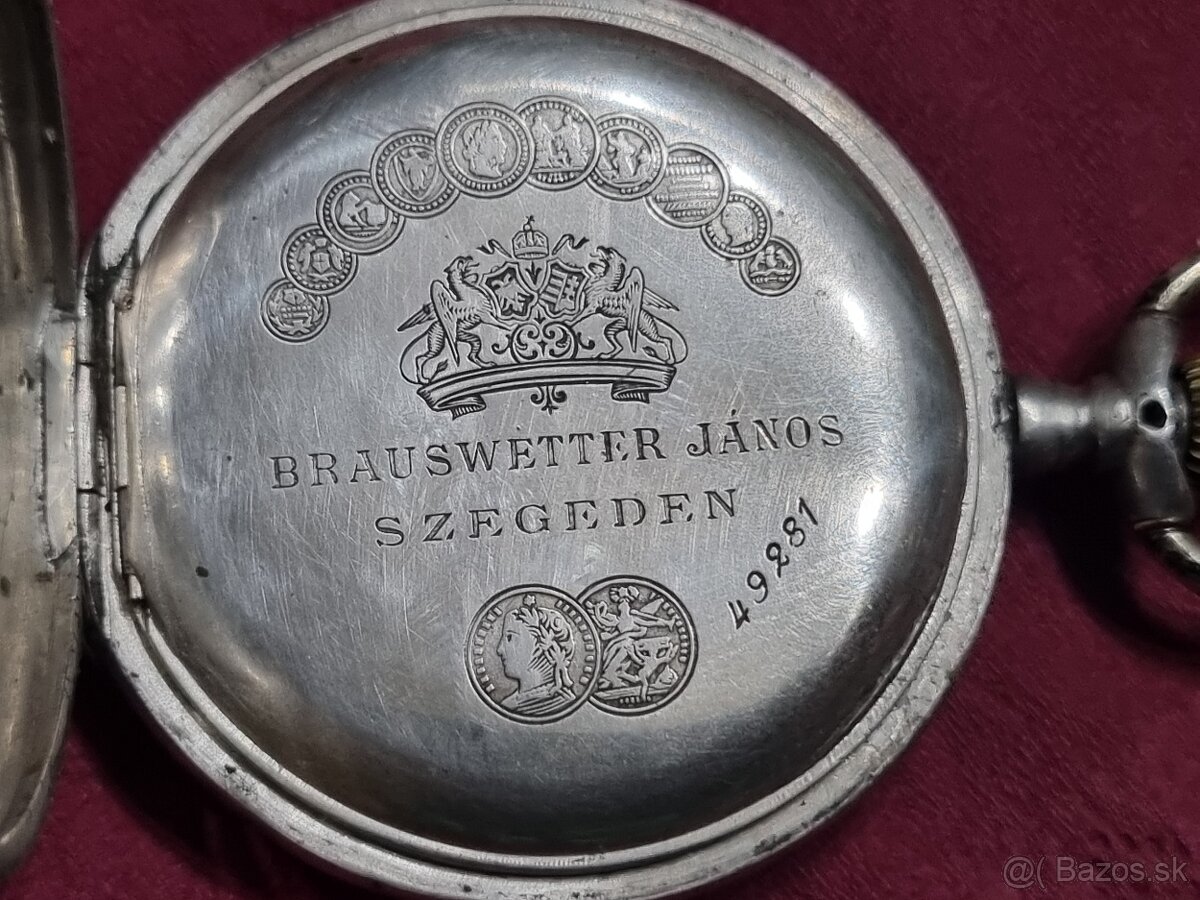 BRAUSWETTER JÁNOS
SZEGEDEN
49281
@( Bazos.sk